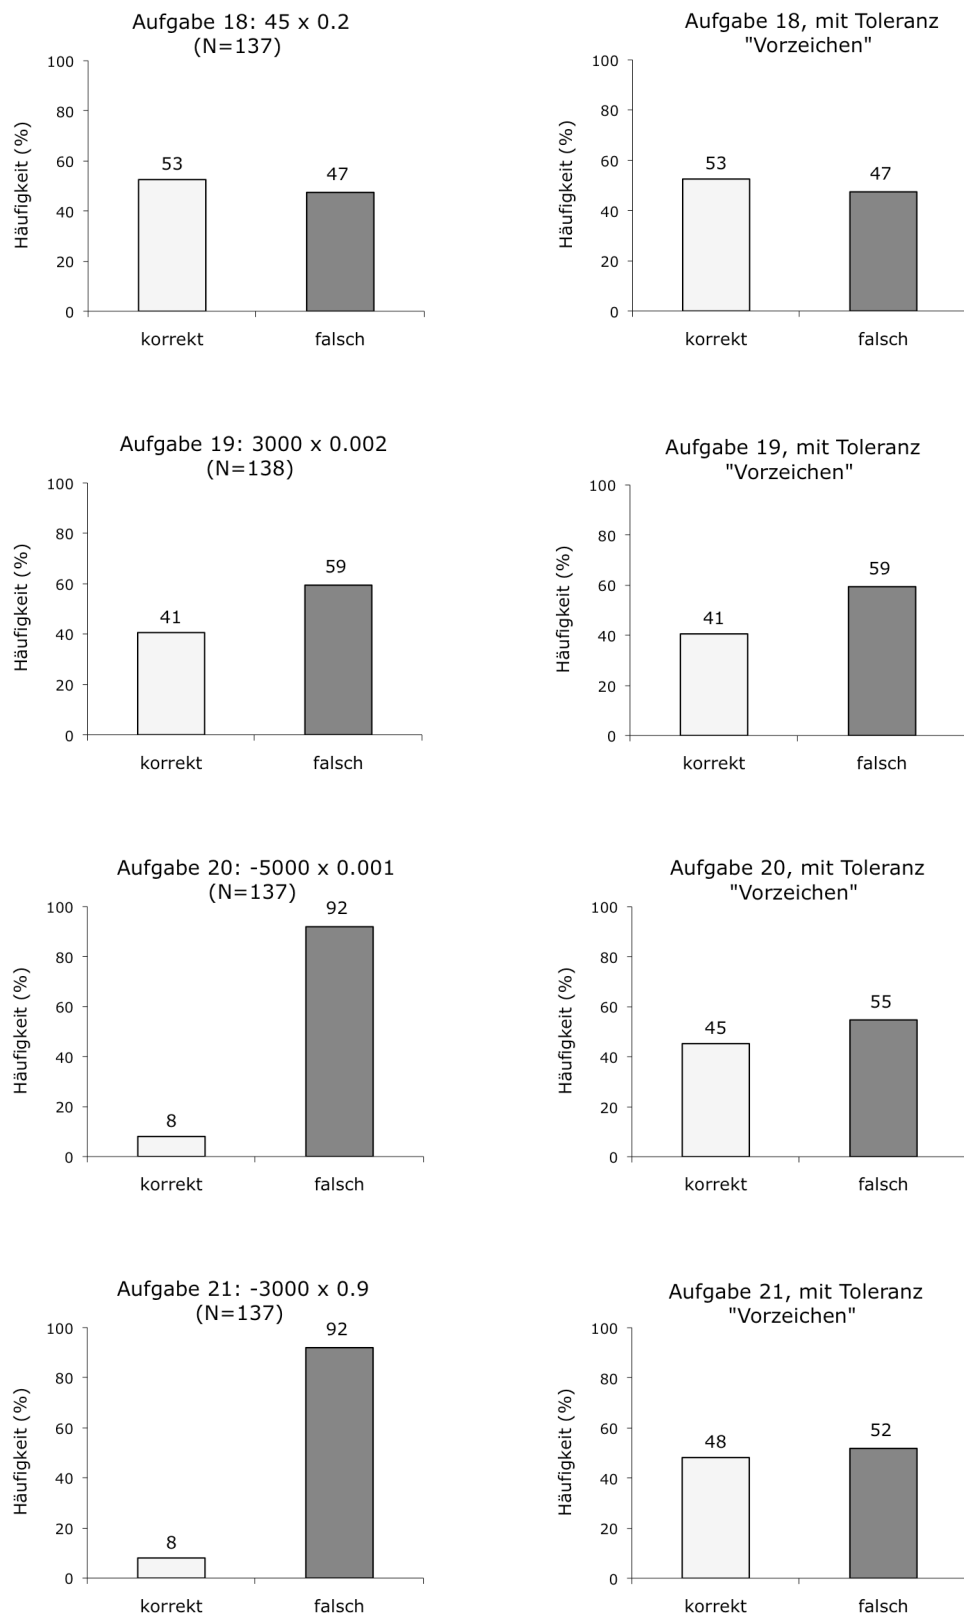 Aufgabe 18: 45 x 0.2
(N=137)
Häufigkeit (%)
100
80
60
40
20
0
53
47
korrekt
falsch
Aufgabe 18, mit Toleranz
"Vorzeichen"
Häufigkeit (%)
100
80
60
40
20
0
53
47
korrekt
falsch
Aufgabe 19: 3000 x 0.002
(N=138)
Häufigkeit (%)
100
80
60
40
20
0
41
59
korrekt
falsch
Aufgabe 19, mit Toleranz
"Vorzeichen"
Häufigkeit (%)
100
80
60
40
20
0
41
59
korrekt
falsch
Aufgabe 20: -5000 x 0.001
(N=137)
Häufigkeit (%)
100
80
60
40
20
0
8
92
korrekt
falsch
Aufgabe 20, mit Toleranz
"Vorzeichen"
Häufigkeit (%)
100
80
60
40
20
0
45
55
korrekt
falsch
Aufgabe 21: -3000 x 0.9
(N=137)
Häufigkeit (%)
100
80
60
40
20
0
8
92
korrekt
falsch
Aufgabe 21, mit Toleranz
"Vorzeichen"
Häufigkeit (%)
100
80
60
40
20
0
48
52
korrekt
falsch